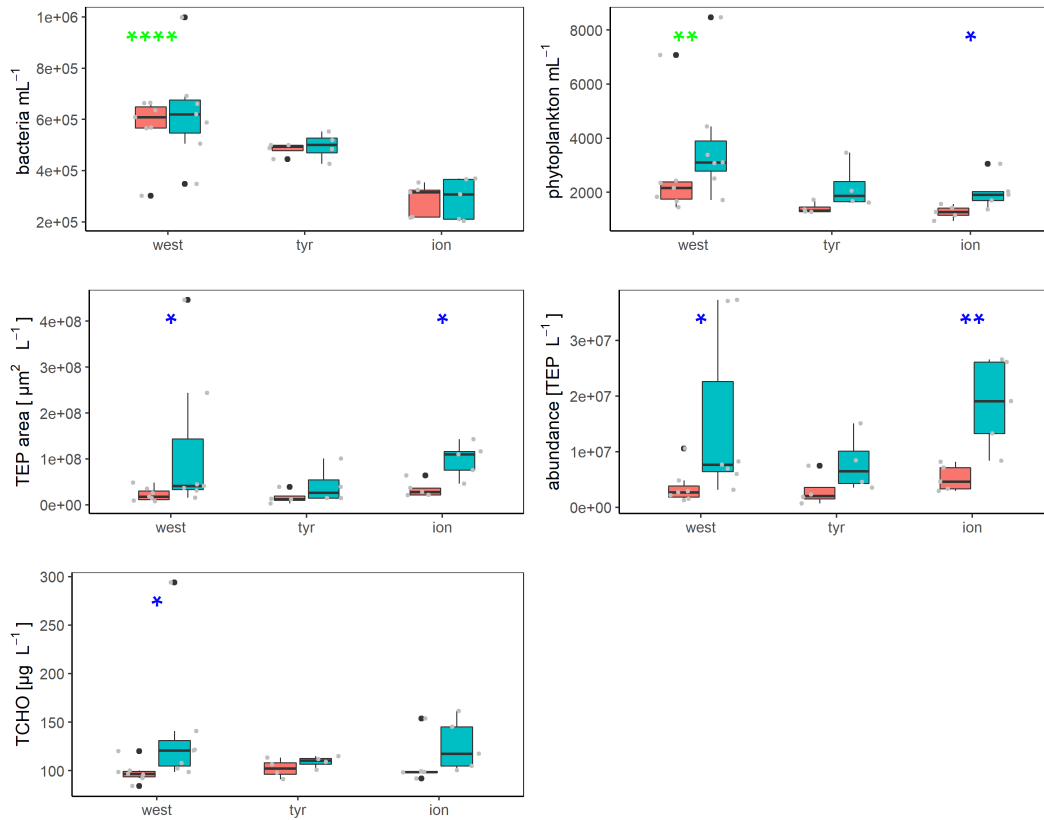 bacteria mL⁻¹
1e+06
8e+05
6e+05
4e+05
2e+05
****
west
tyr
ion
phytoplankton mL⁻¹
8000
6000
4000
2000
**
*
west
tyr
ion
TEP area [ μm² L⁻¹ ]
4e+08
3e+08
2e+08
1e+08
0e+00
*
*
west
tyr
ion
abundance [TEP L⁻¹ ]
3e+07
2e+07
1e+07
0e+00
*
**
west
tyr
ion
TCHO [μg L⁻¹ ]
300
250
200
150
100
*
west
tyr
ion